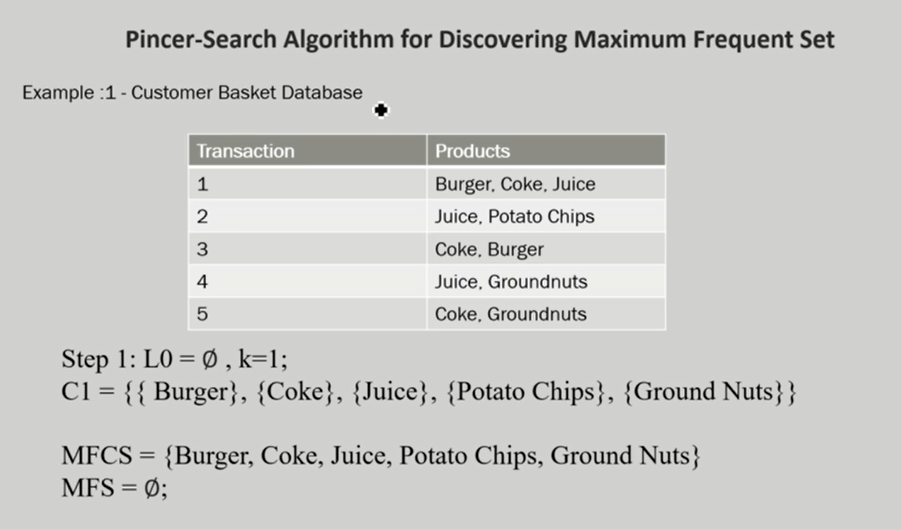 Pincer-Search Algorithm for Discovering Maximum Frequent Set
Example :1 - Customer Basket Database
Transaction Products
1 Burger, Coke, Juice
2 Juice, Potato Chips
3 Coke, Burger
4 Juice, Groundnuts
5 Coke, Groundnuts
Step 1: L0 = ∅ , k=1;
C1 = {{ Burger}, {Coke}, {Juice}, {Potato Chips}, {Ground Nuts}}
MFCS = {Burger, Coke, Juice, Potato Chips, Ground Nuts}
MFS = ∅;